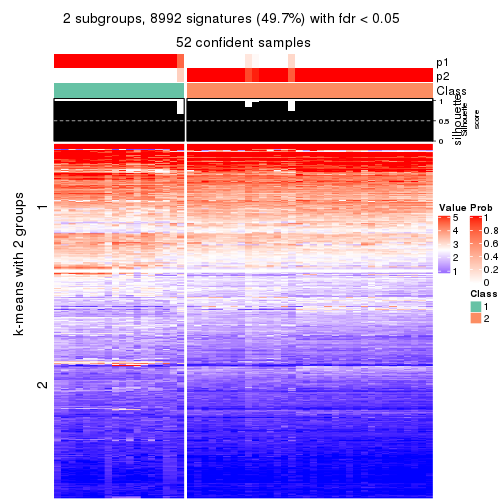 2 subgroups, 8992 signatures (49.7%) with fdr < 0.05
52 confident samples
p1
p2
Class
silhouette
Silhouette
score
1
0.5
0
k-means with 2 groups
1
2
Value
5
4
3
2
1
Prob
1
0.8
0.6
0.4
0.2
0
Class
1
2